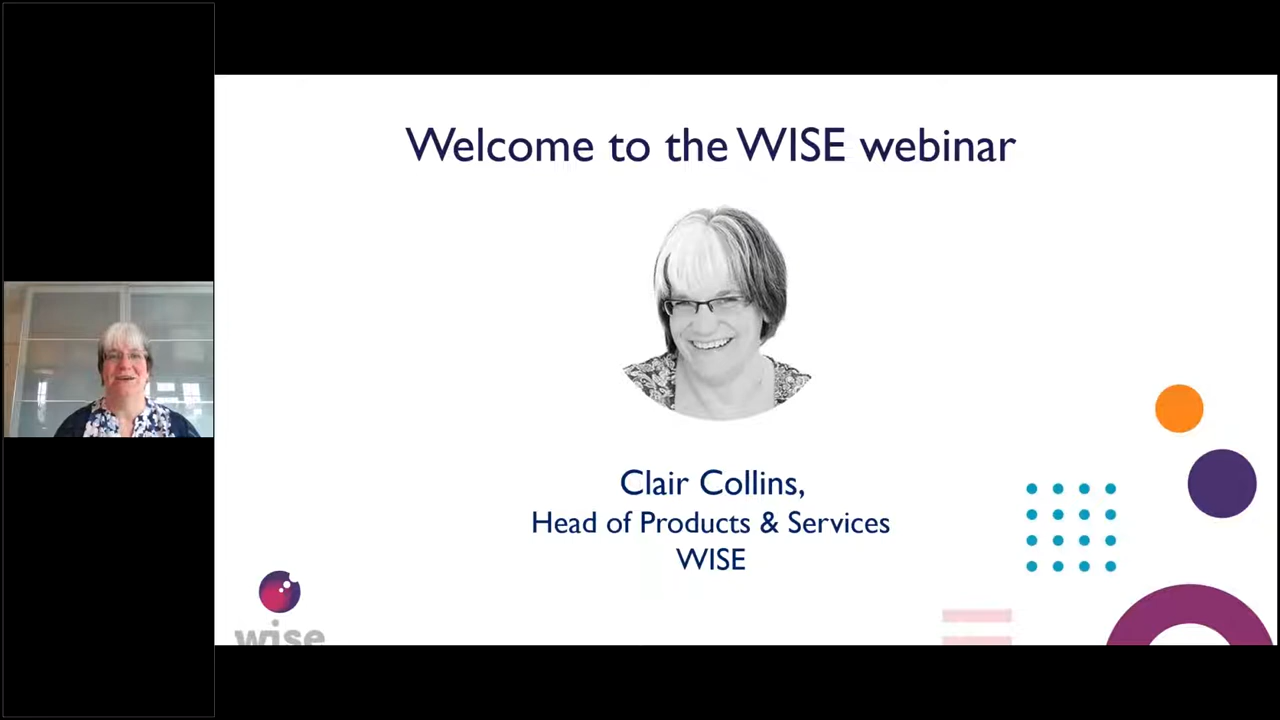 Welcome to the WISE webinar
Clair Collins,
Head of Products & Services
WISE
wise